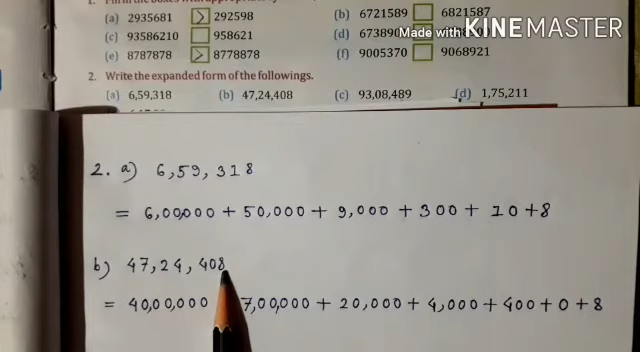 (a) 2935681 > 292598 (b) 6721589 6821587
(c) 93586210 958621 (d)
(e) 8787878 > 8778878 (f) 9005370 9068921
Made with KINEMASTER
2. Write the expanded form of the followings.
(a) 6,59,318 (b) 47,24,408 (c) 93,08,489 (d) 1,75,211
2. a) 6,59,318
= 6,00,000 + 50,000 + 9,000 + 300 + 10 + 8
b) 47,24,408
= 40,00,000 7,00,000 + 20,000 + 4,000 + 400 + 0 + 8